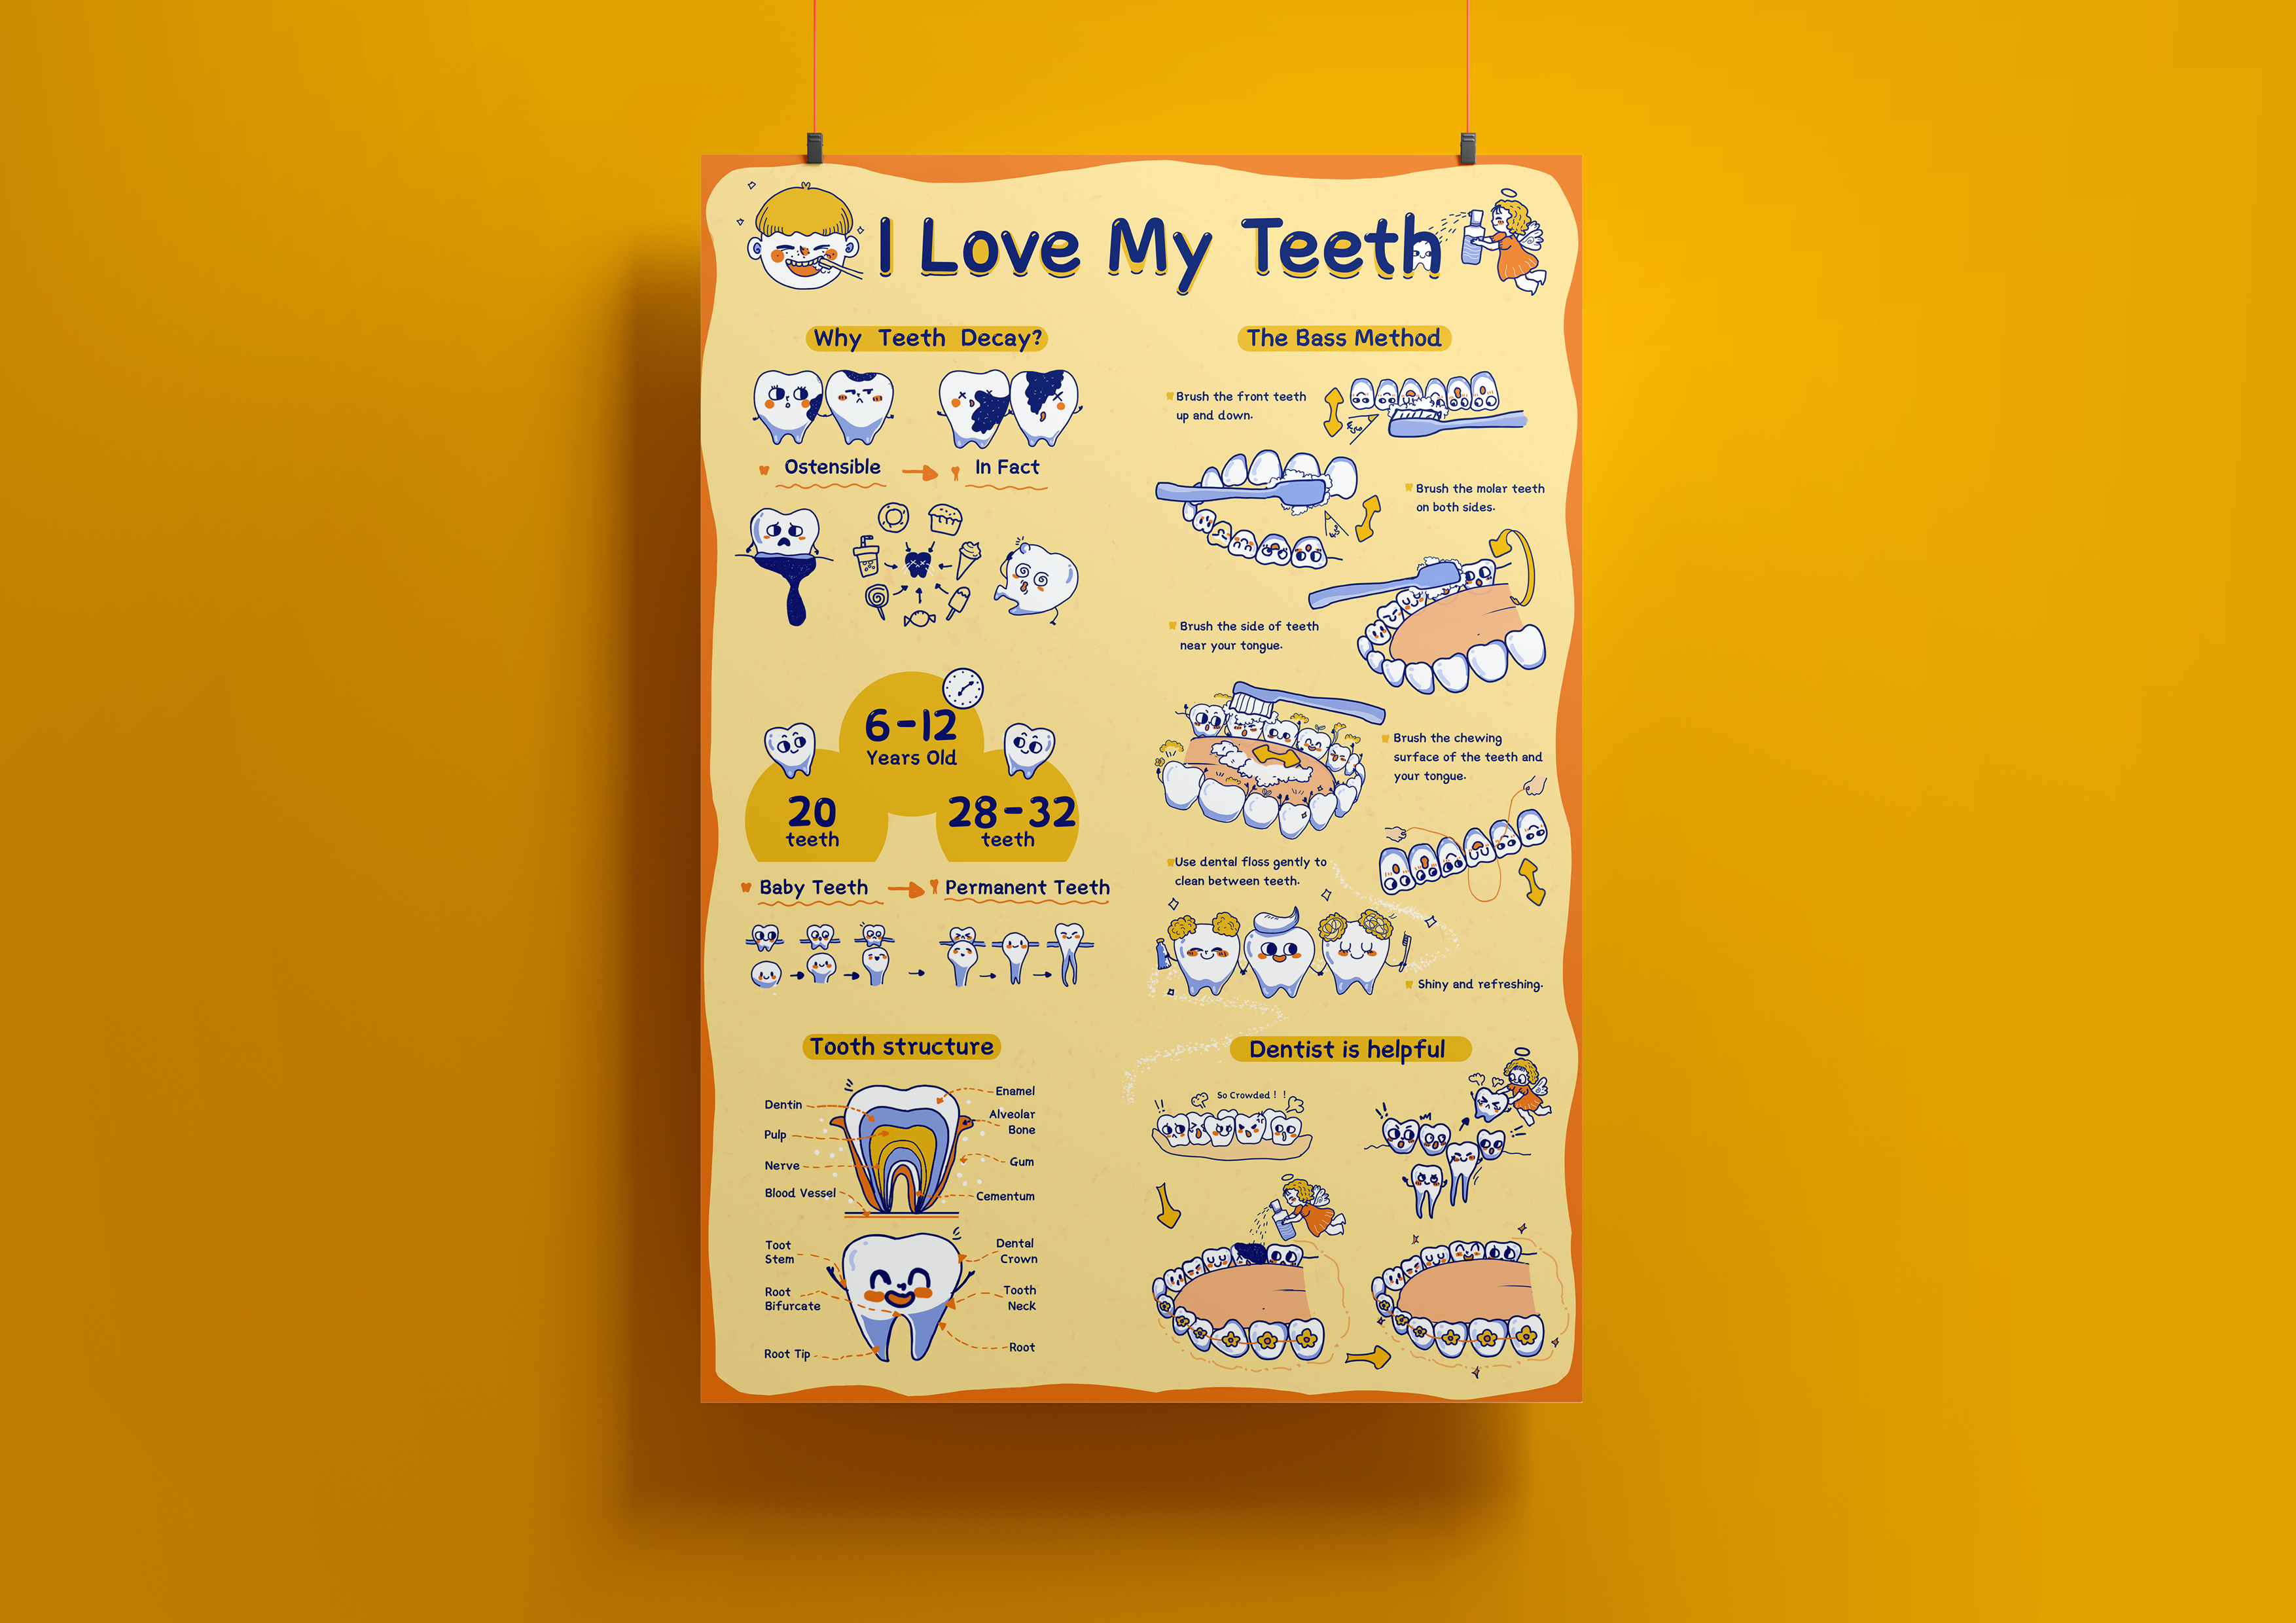 I Love My Teeth
Why Teeth Decay?
Ostensible
In Fact
6-12
Years Old
20
teeth
28-32
teeth
Baby Teeth
Permanent Teeth
Tooth structure
Dentin
Pulp
Nerve
Blood Vessel
Enamel
Alveolar
Bone
Gum
Cementum
Toot
Stem
Root
Bifurcate
Root Tip
Dental
Crown
Tooth
Neck
Root
The Bass Method
Brush the front teeth
up and down.
45°
Brush the molar teeth
on both sides.
45°
Brush the side of teeth
near your tongue.
Brush the chewing
surface of the teeth and
your tongue.
Use dental floss gently to
clean between teeth.
Shiny and refreshing.
Dentist is helpful
So Crowded ! !